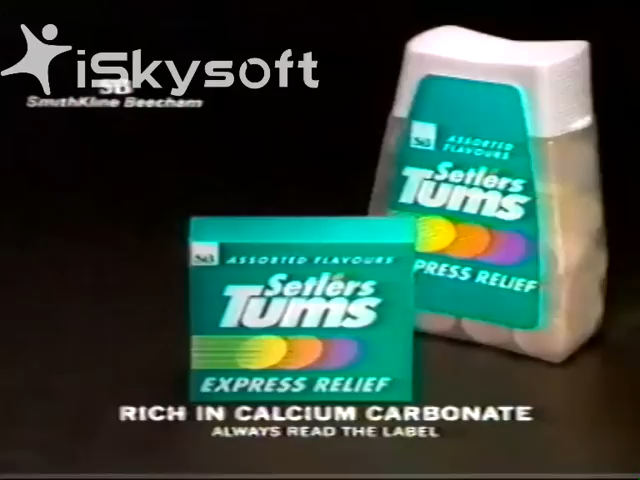 iSkysoft
SB
SmithKline Beecham
SB ASSORTED
FLAVOURS
Setlers
Tums
PRESS RELIEF
SB ASSORTED FLAVOURS
Setlers
Tums
EXPRESS RELIEF
RICH IN CALCIUM CARBONATE
ALWAYS READ THE LABEL